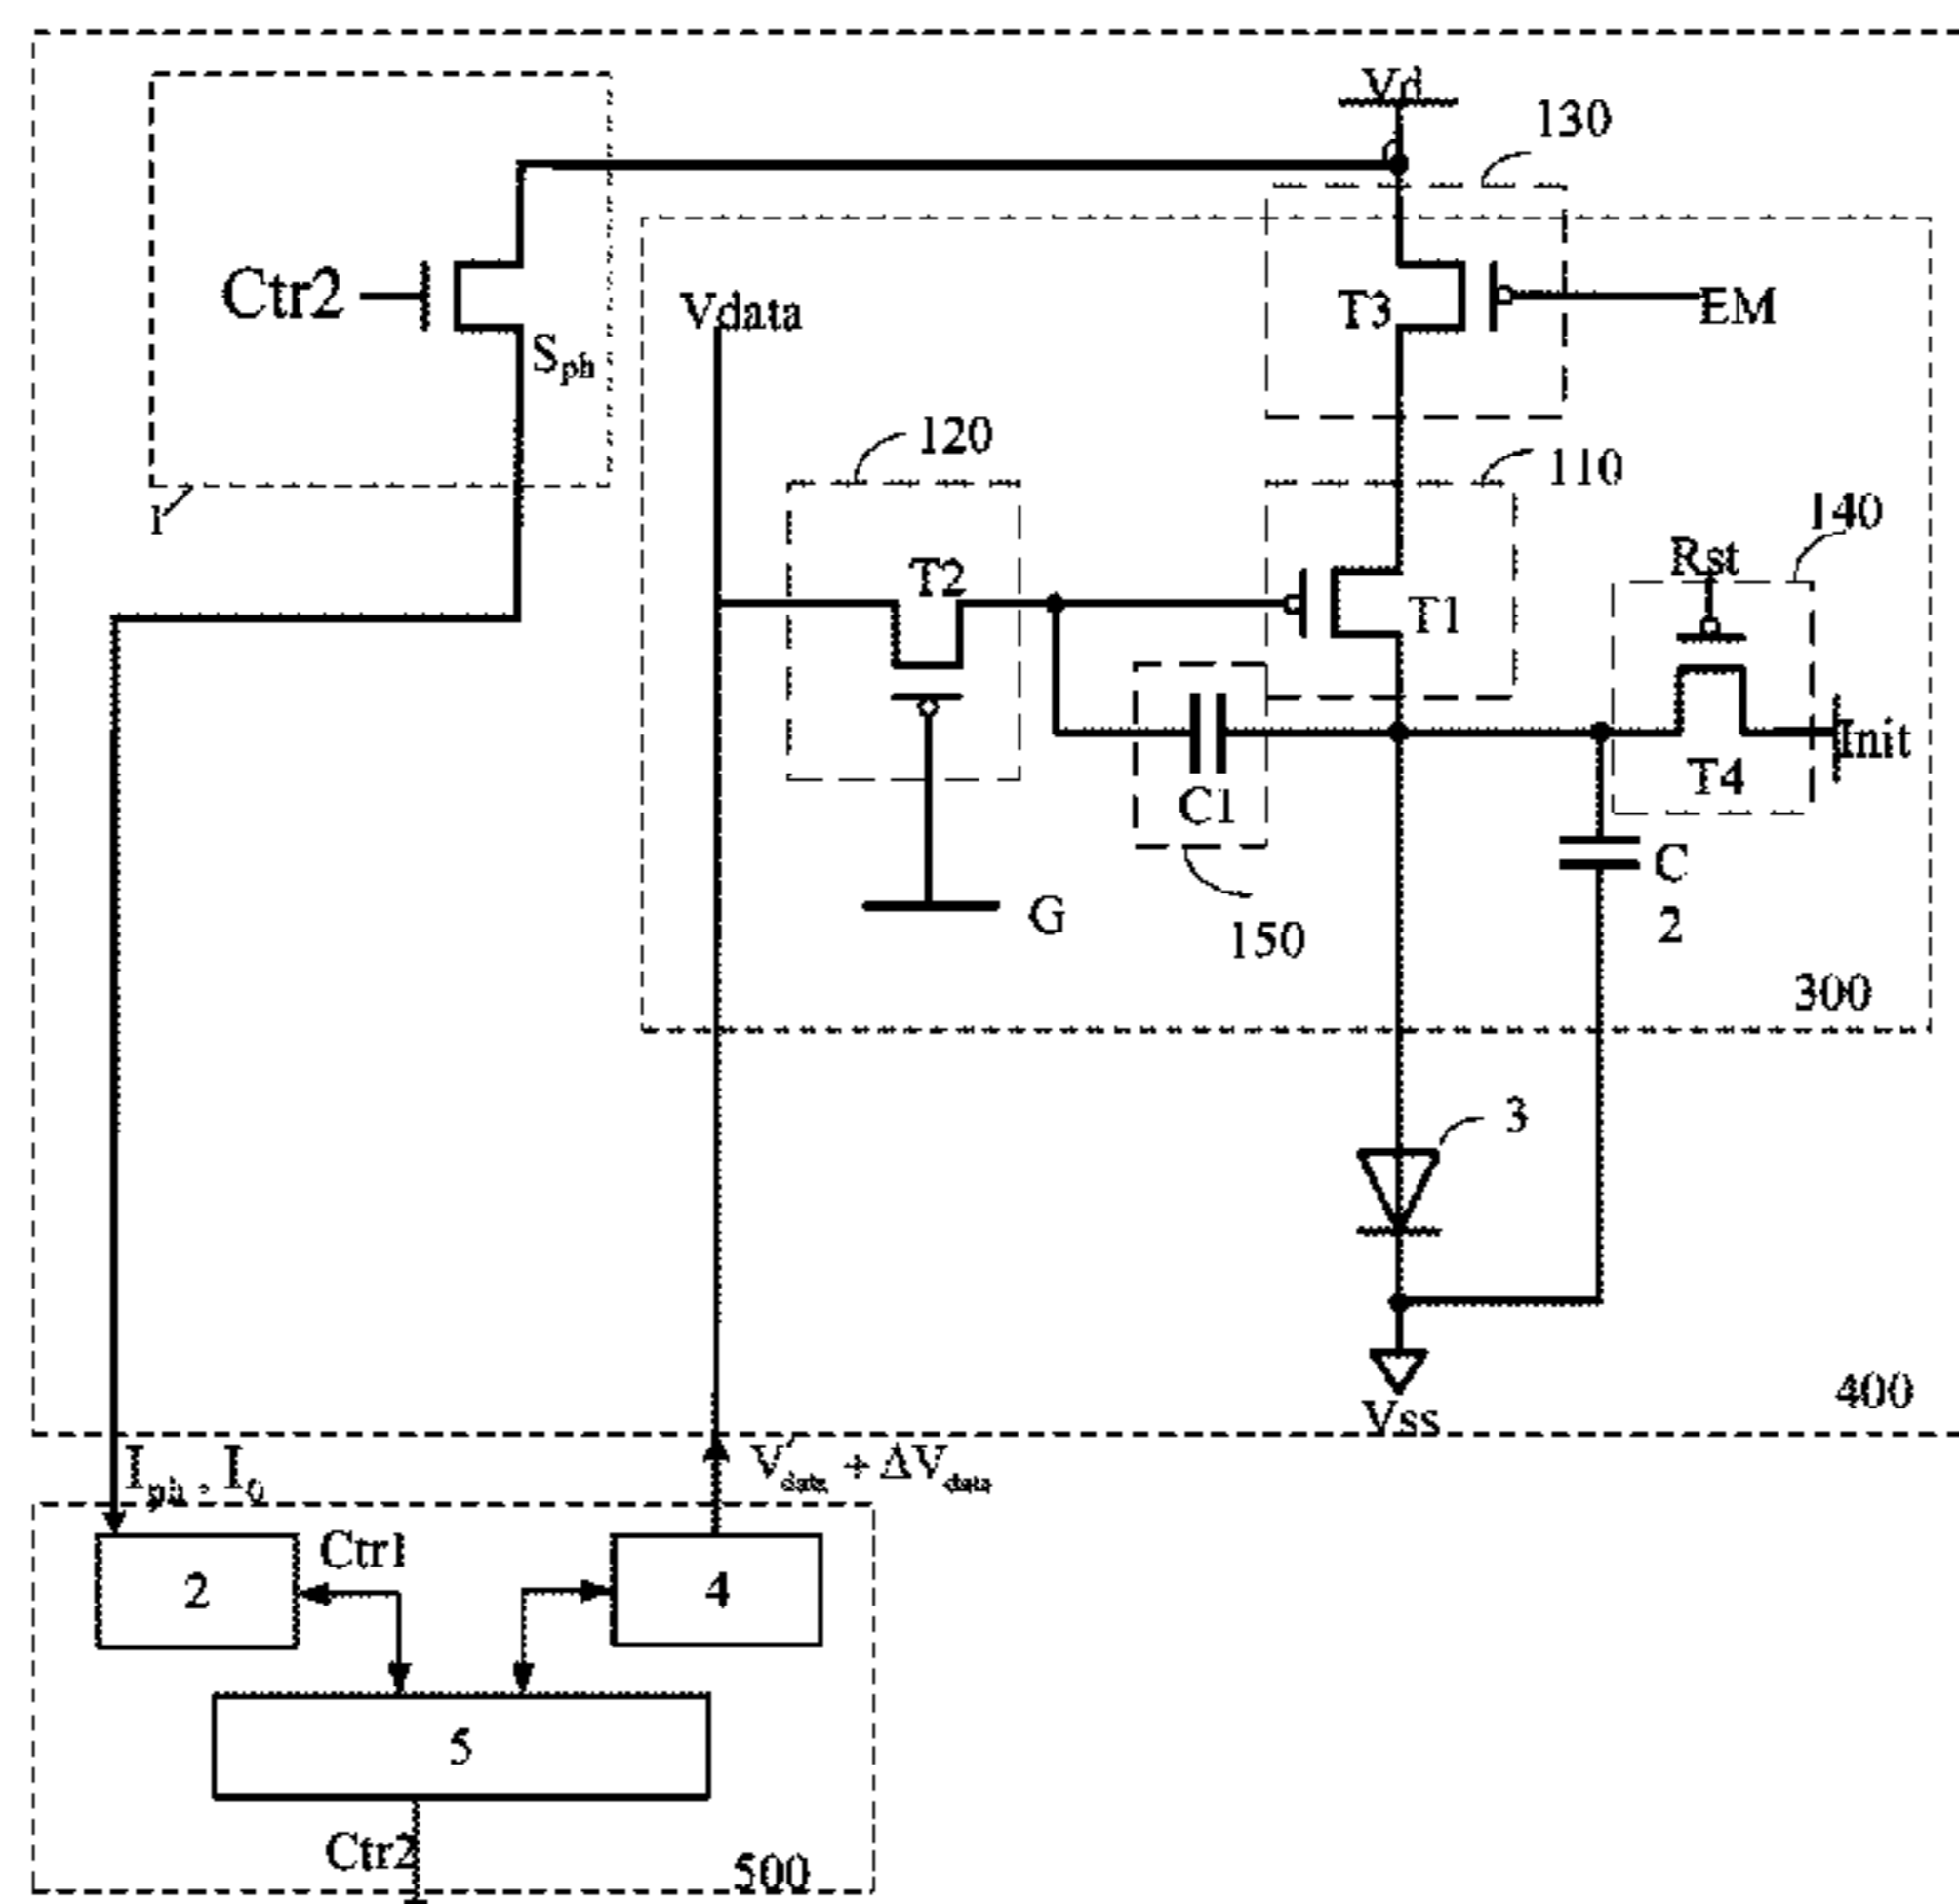 Vd
130
Ctr2
Vdata
T3
EM
Sph
120
110
140
1
T2
Rst
T1
Init
T4
C1
C
2
G
150
300
3
400
Vss
Iph , I0
V'data + ΔVdata
Ctr1
2
4
5
Ctr2
500